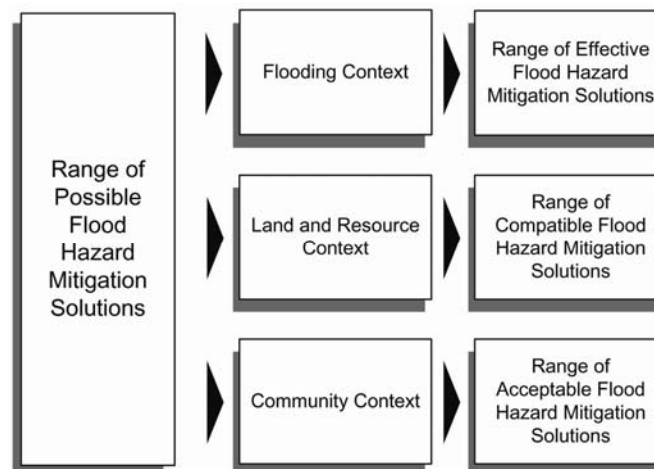 Range of
Possible
Flood
Hazard
Mitigation
Solutions
Flooding Context
Range of Effective
Flood Hazard
Mitigation Solutions
Land and Resource
Context
Range of
Compatible Flood
Hazard Mitigation
Solutions
Community Context
Range of
Acceptable Flood
Hazard Mitigation
Solutions